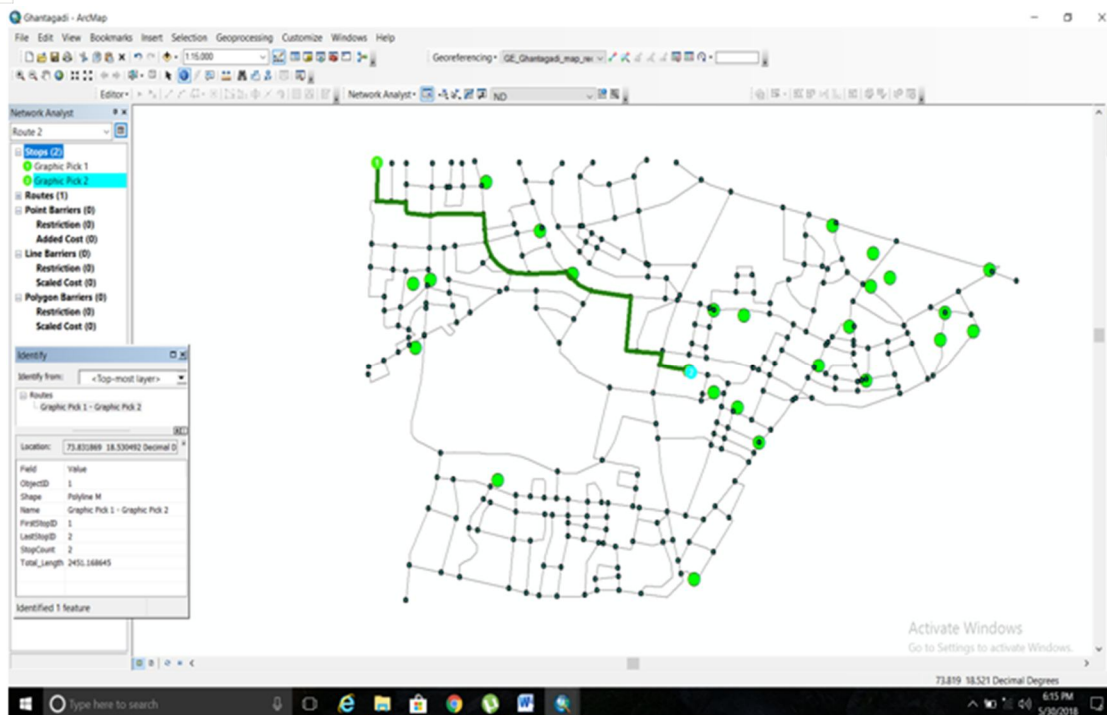 Ghantagadi - ArcMap
File Edit View Bookmarks Insert Selection Geoprocessing Customize Windows Help
1:15,000
Georeferencing
Editor
Network Analyst
ND
Network Analyst
Route 2
Stops (2)
Graphic Pick 1
Graphic Pick 2
Routes (1)
Point Barriers (0)
Restriction (0)
Added Cost (0)
Line Barriers (0)
Restriction (0)
Scaled Cost (0)
Polygon Barriers (0)
Restriction (0)
Scaled Cost (0)
Identify
Identify from: <Top-most layer>
Routes
Graphic Pick 1 - Graphic Pick 2
Location: 73.831869 18.530492 Decimal D
Field Value
ObjectID 1
Shape Polyline M
Name Graphic Pick 1 - Graphic Pick 2
FirstStopID 1
LastStopID 2
StopCount 2
Total_Length 2451.168645
Identified 1 feature
1
2
Activate Windows
Go to Settings to activate Windows.
73.819 18.521 Decimal Degrees
Type here to search
6:15 PM
5/30/2018